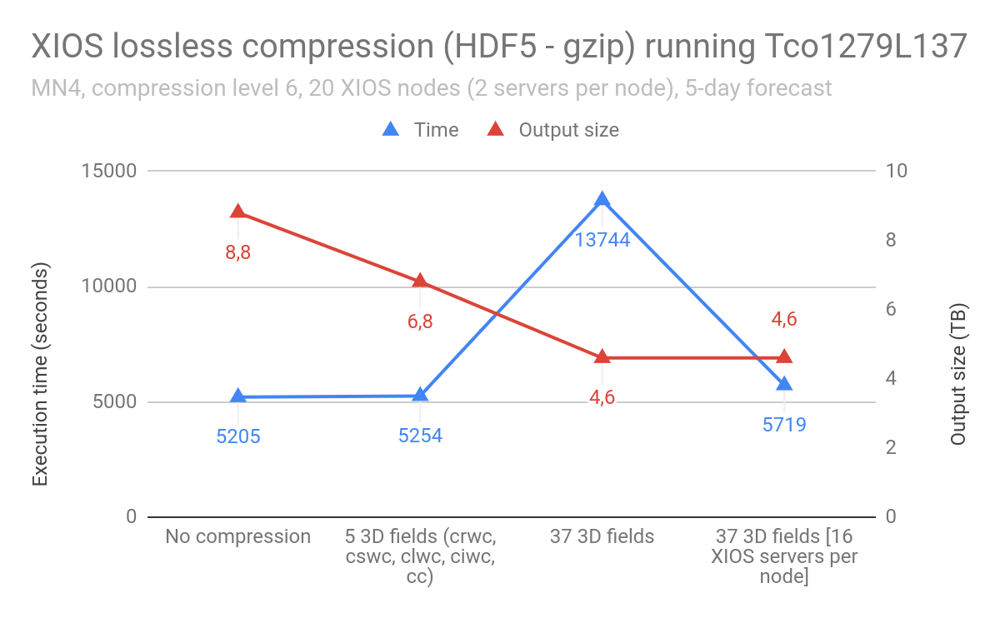 XIOS lossless compression (HDF5 - gzip) running Tco1279L137
MN4, compression level 6, 20 XIOS nodes (2 servers per node), 5-day forecast
Time
Output size
Execution time (seconds)
15000
10000
5000
0
8,8
6,8
4,6
4,6
5205
5254
13744
5719
10
8
6
4
2
0
Output size (TB)
No compression
5 3D fields (crwc,
cswc, clwc, ciwc,
cc)
37 3D fields
37 3D fields [16
XIOS servers per
node]